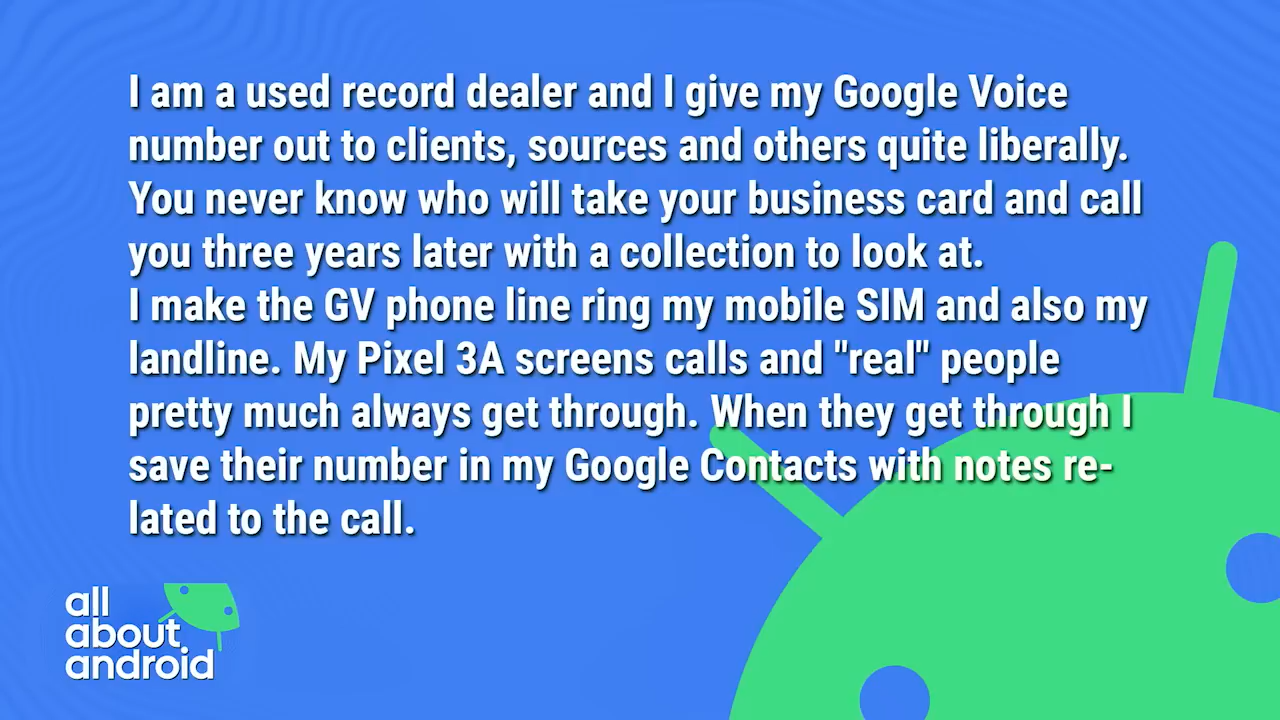 I am a used record dealer and I give my Google Voice
number out to clients, sources and others quite liberally.
You never know who will take your business card and call
you three years later with a collection to look at.
I make the GV phone line ring my mobile SIM and also my
landline. My Pixel 3A screens calls and "real" people
pretty much always get through. When they get through I
save their number in my Google Contacts with notes re-
lated to the call.
all
about
android